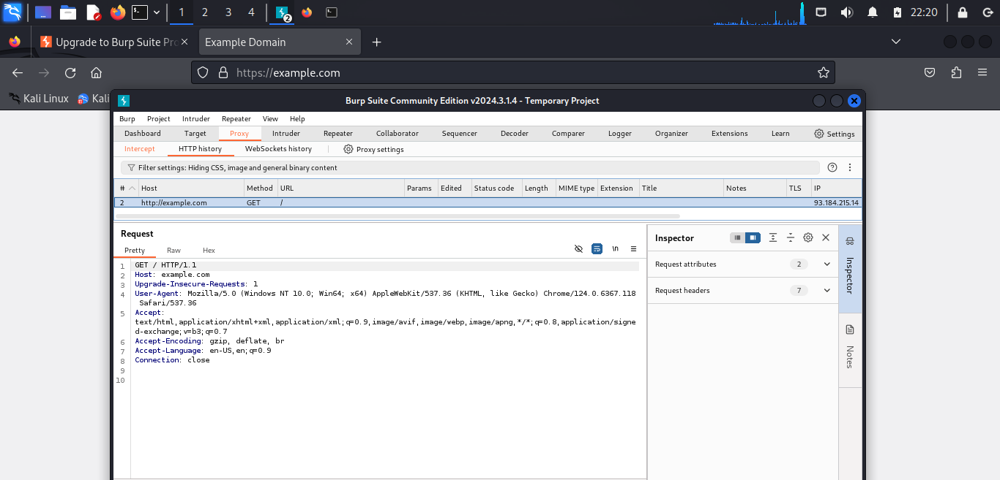 1 2 3 4 2 22:20
Upgrade to Burp Suite Pro Example Domain
https://example.com
Kali Linux Kali
Burp Suite Community Edition v2024.3.1.4 - Temporary Project
Burp Project Intruder Repeater View Help
Dashboard Target Proxy Intruder Repeater Collaborator Sequencer Decoder Comparer Logger Organizer Extensions Learn Settings
Intercept HTTP history WebSockets history Proxy settings
Filter settings: Hiding CSS, image and general binary content
# Host Method URL Params Edited Status code Length MIME type Extension Title Notes TLS IP
2 http://example.com GET / 93.184.215.14
Request
Pretty Raw Hex \n
1 GET / HTTP/1.1
2 Host: example.com
3 Upgrade-Insecure-Requests: 1
4 User-Agent: Mozilla/5.0 (Windows NT 10.0; Win64; x64) AppleWebKit/537.36 (KHTML, like Gecko) Chrome/124.0.6367.118
Safari/537.36
5 Accept:
text/html,application/xhtml+xml,application/xml;q=0.9,image/avif,image/webp,image/apng,*/*;q=0.8,application/signe
d-exchange;v=b3;q=0.7
6 Accept-Encoding: gzip, deflate, br
7 Accept-Language: en-US,en;q=0.9
8 Connection: close
9
10
Inspector
Request attributes 2
Request headers 7
Inspector
Notes